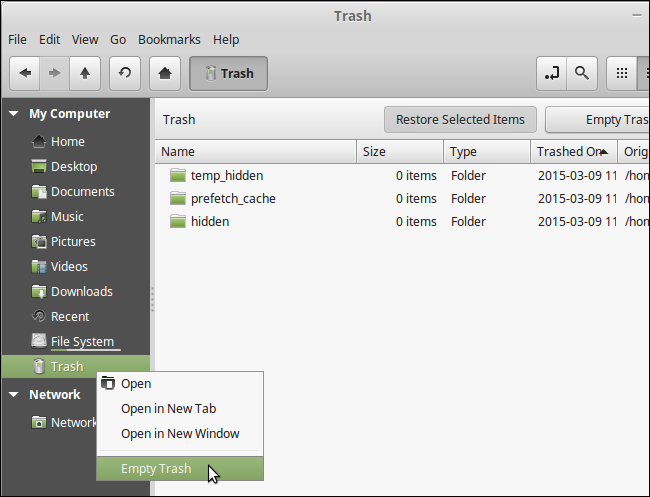 Trash
File Edit View Go Bookmarks Help
Trash
My Computer
Home
Desktop
Documents
Music
Pictures
Videos
Downloads
Recent
File System
Trash
Network
Network
Trash Restore Selected Items Empty Tras
Name Size Type Trashed On Orig
temp_hidden 0 items Folder 2015-03-09 11 /hom
prefetch_cache 0 items Folder 2015-03-09 11 /hom
hidden 0 items Folder 2015-03-09 11 /hom
Open
Open in New Tab
Open in New Window
Empty Trash